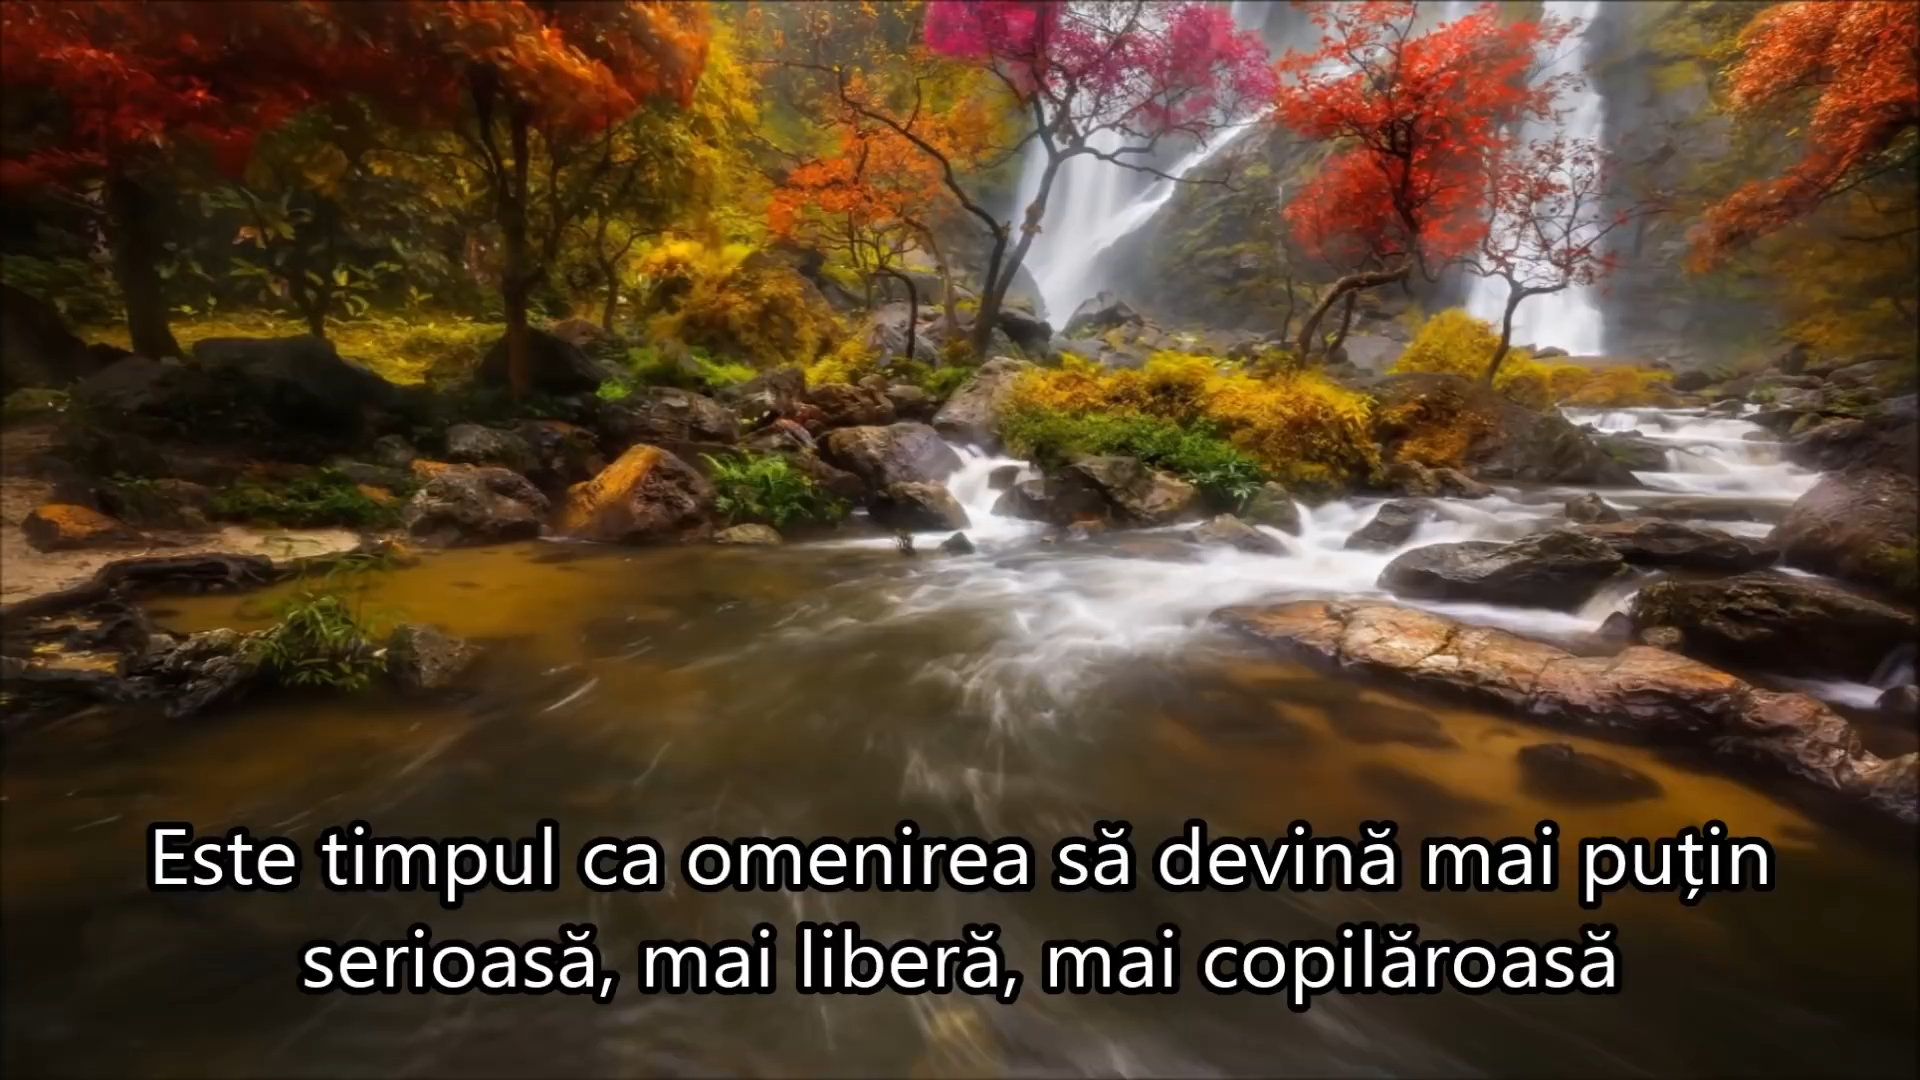 Este timpul ca omenirea să devină mai puțin
serioasă, mai liberă, mai copilăroasă